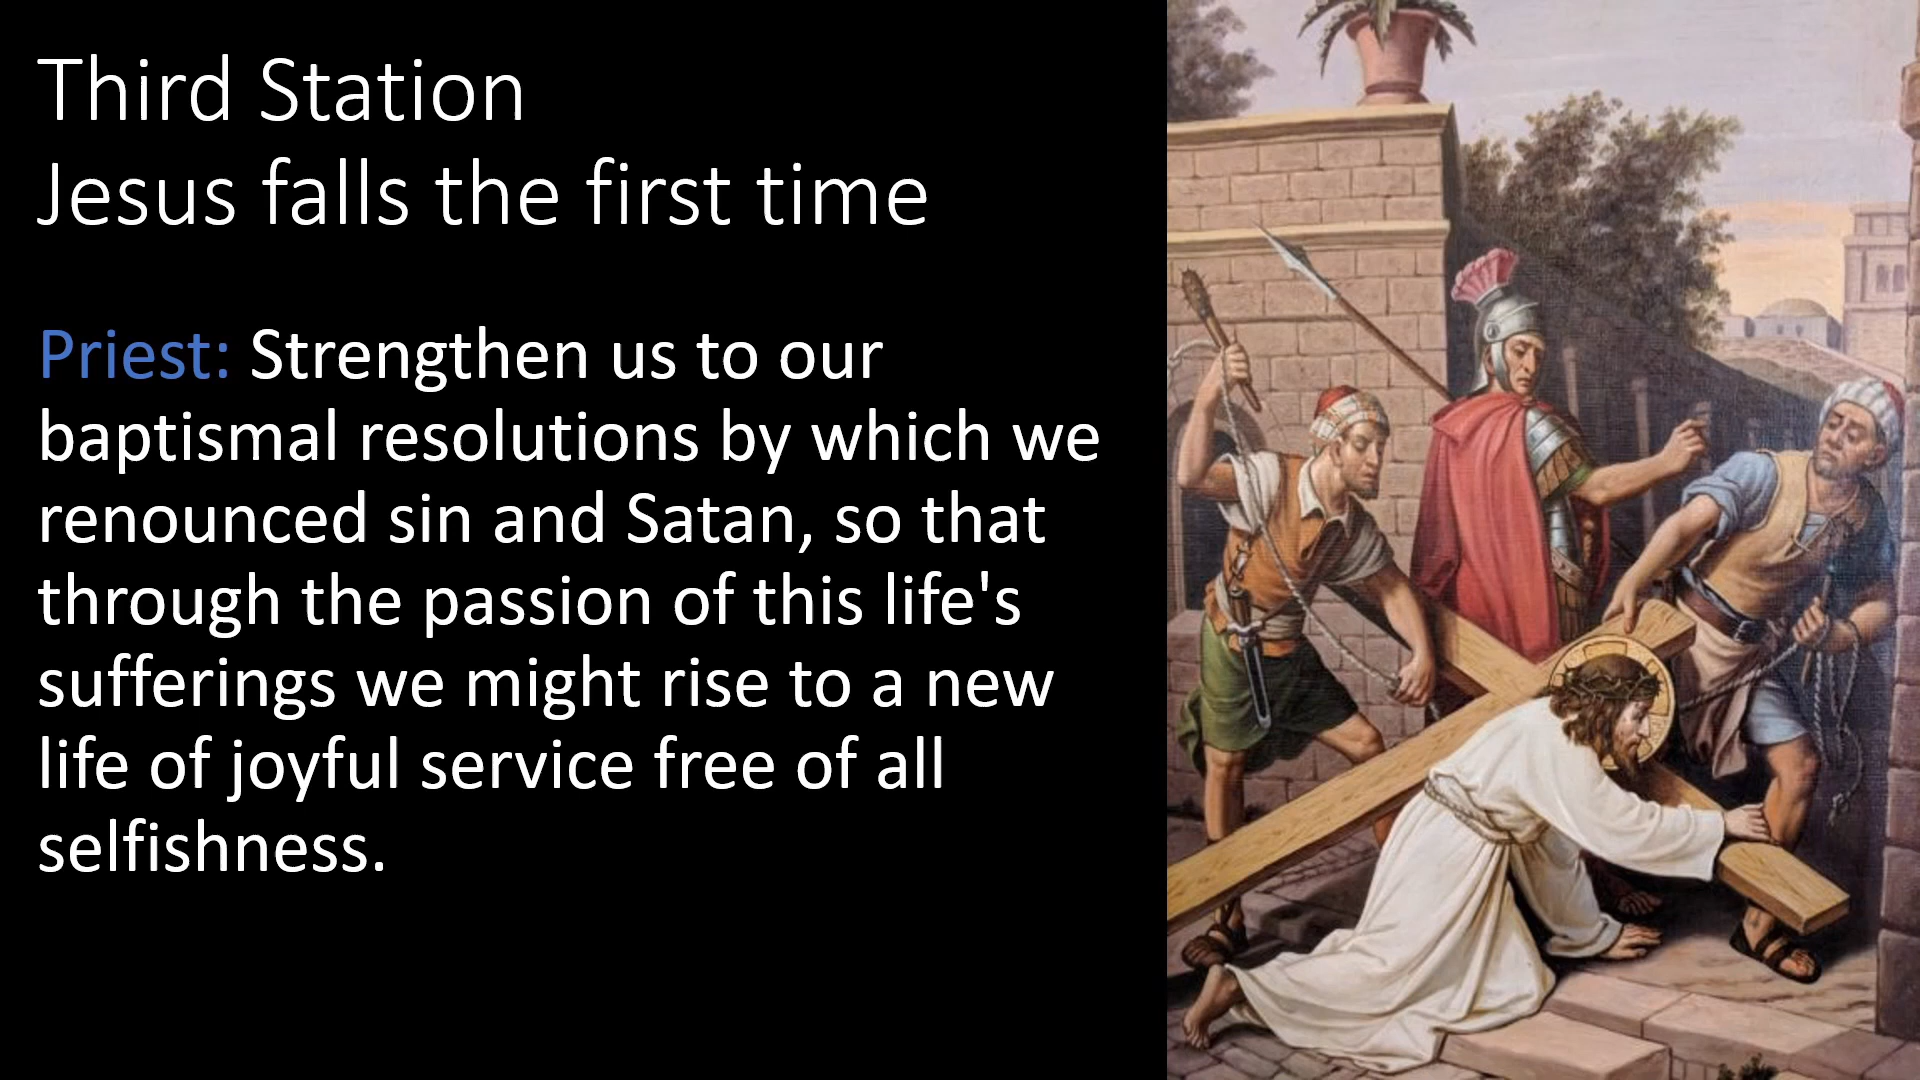 Third Station
Jesus falls the first time
Priest: Strengthen us to our
baptismal resolutions by which we
renounced sin and Satan, so that
through the passion of this life's
sufferings we might rise to a new
life of joyful service free of all
selfishness.